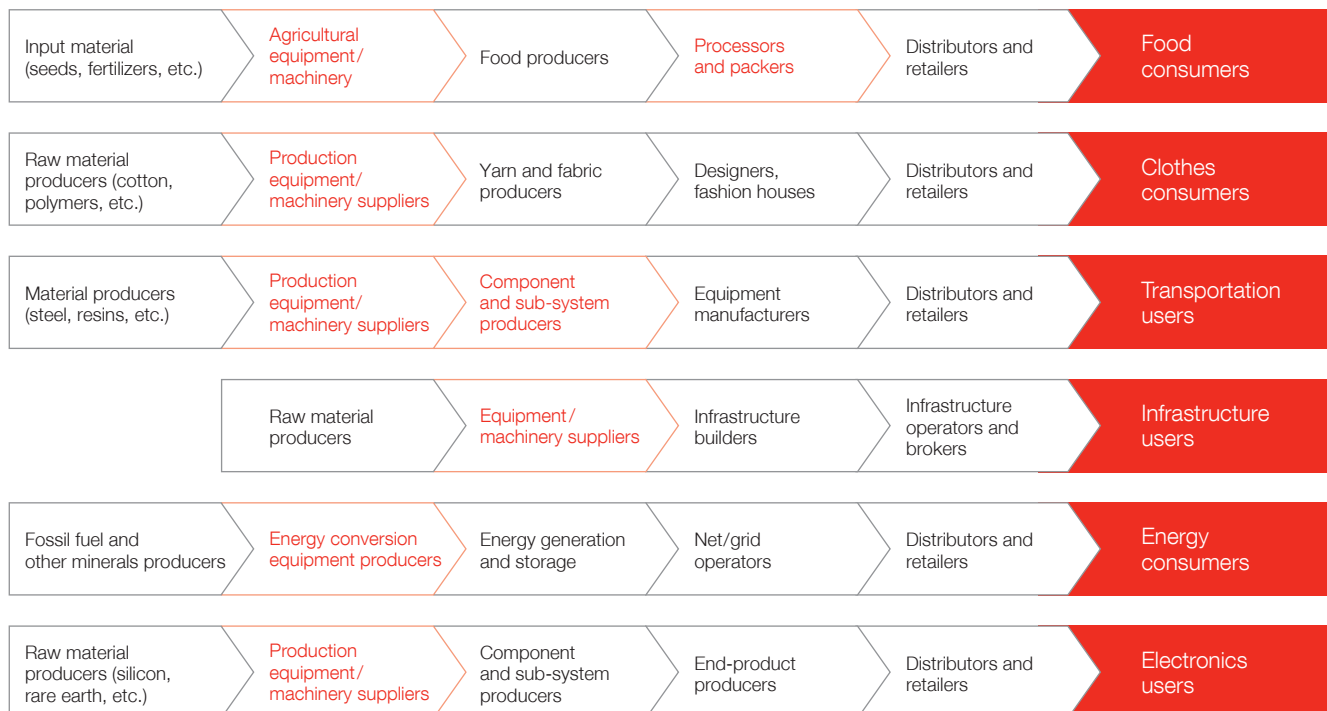 Input material
(seeds, fertilizers, etc.)
Agricultural
equipment/
machinery
Food producers
Processors
and packers
Distributors and
retailers
Food
consumers
Raw material
producers (cotton,
polymers, etc.)
Production
equipment/
machinery suppliers
Yarn and fabric
producers
Designers,
fashion houses
Distributors and
retailers
Clothes
consumers
Material producers
(steel, resins, etc.)
Production
equipment/
machinery suppliers
Component
and sub-system
producers
Equipment
manufacturers
Distributors and
retailers
Transportation
users
Raw material
producers
Equipment/
machinery suppliers
Infrastructure
builders
Infrastructure
operators and
brokers
Infrastructure
users
Fossil fuel and
other minerals producers
Energy conversion
equipment producers
Energy generation
and storage
Net/grid
operators
Distributors and
retailers
Energy
consumers
Raw material
producers (silicon,
rare earth, etc.)
Production
equipment/
machinery suppliers
Component
and sub-system
producers
End-product
producers
Distributors and
retailers
Electronics
users